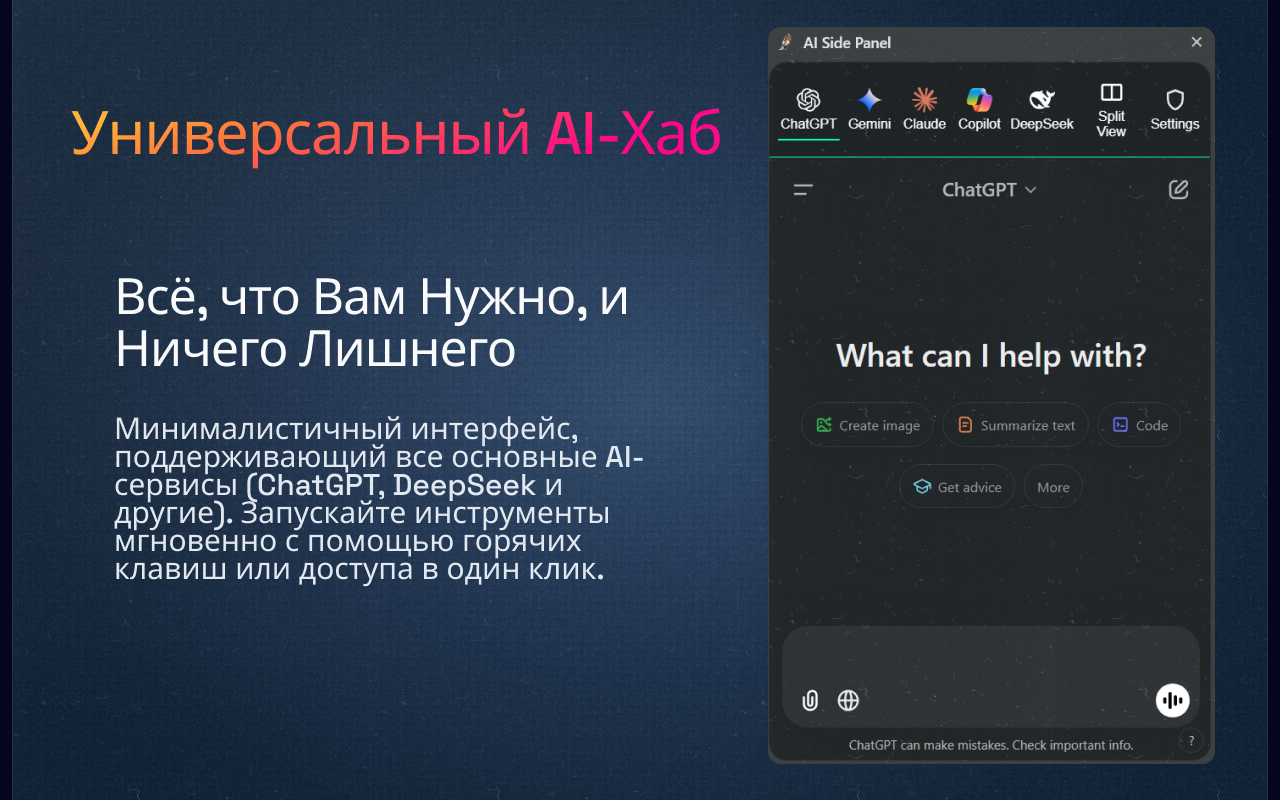 Универсальный AI-Хаб
Всё, что Вам Нужно, и
Ничего Лишнего
Минималистичный интерфейс,
поддерживающий все основные AI-
сервисы (ChatGPT, DeepSeek и
другие). Запускайте инструменты
мгновенно с помощью горячих
клавиш или доступа в один клик.
AI Side Panel
ChatGPT
Gemini
Claude
Copilot
DeepSeek
Split
View
Settings
ChatGPT
What can I help with?
Create image
Summarize text
Code
Get advice
More
ChatGPT can make mistakes. Check important info.
?